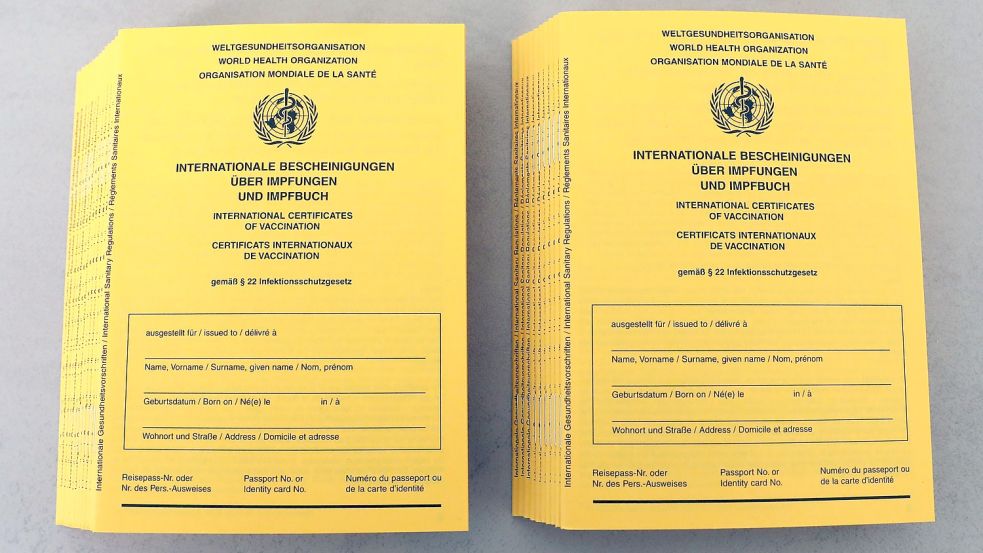 WELTGESUNDHEITSORGANISATION
WORLD HEALTH ORGANIZATION
ORGANISATION MONDIALE DE LA SANTÉ
INTERNATIONALE BESCHEINIGUNGEN
ÜBER IMPFUNGEN
UND IMPFBUCH
INTERNATIONAL CERTIFICATES
OF VACCINATION
CERTIFICATS INTERNATIONAUX
DE VACCINATION
gemäß § 22 Infektionsschutzgesetz
ausgestellt für / issued to / délivré à
Name, Vorname / Surname, given name / Nom, prénom
Geburtsdatum / Born on / Né(e) le in / à
Wohnort und Straße / Address / Domicile et adresse
Reisepass-Nr. oder
Nr. des Pers.-Ausweises
Passport No. or
Identity card No.
Numéro du passeport ou
de la carte d'identité
Internationale Gesundheitsvorschriften / International Sanitary Regulations / Règlements Sanitaires Internationaux
WELTGESUNDHEITSORGANISATION
WORLD HEALTH ORGANIZATION
ORGANISATION MONDIALE DE LA SANTÉ
INTERNATIONALE BESCHEINIGUNGEN
ÜBER IMPFUNGEN
UND IMPFBUCH
INTERNATIONAL CERTIFICATES
OF VACCINATION
CERTIFICATS INTERNATIONAUX
DE VACCINATION
gemäß § 22 Infektionsschutzgesetz
ausgestellt für / issued to / délivré à
Name, Vorname / Surname, given name / Nom, prénom
Geburtsdatum / Born on / Né(e) le in / à
Wohnort und Straße / Address / Domicile et adresse
Reisepass-Nr. oder
Nr. des Pers.-Ausweises
Passport No. or
Identity card No.
Numéro du passeport ou
de la carte d'identité
Internationale Gesundheitsvorschriften / International Sanitary Regulations / Règlements Sanitaires Internationaux